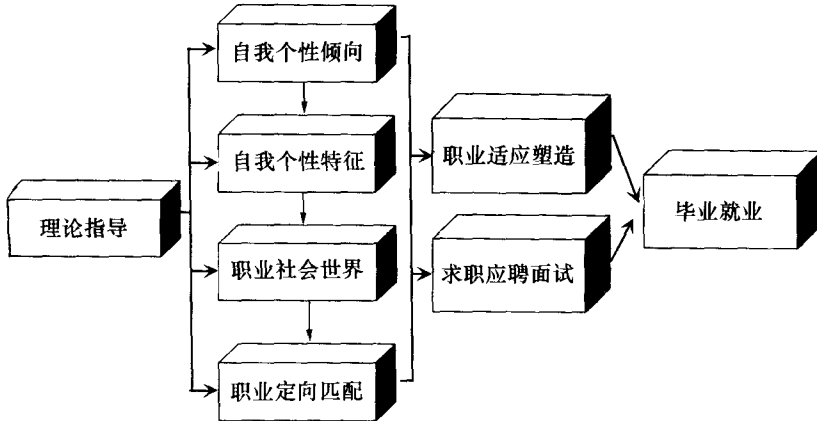 自我个性倾向
自我个性特征
职业适应塑造
理论指导
毕业就业
职业社会世界
求职应聘面试
职业定向匹配